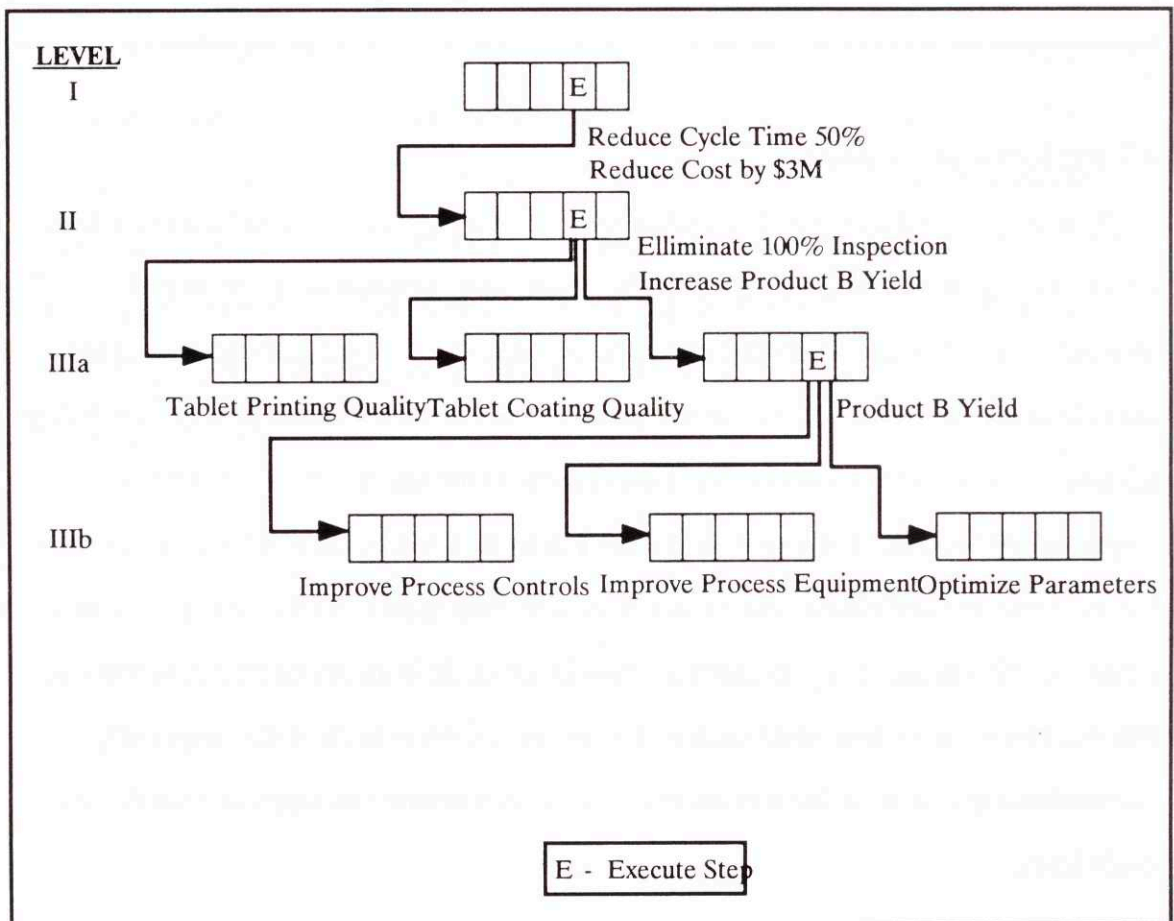 LEVEL
I
E
Reduce Cycle Time 50%
Reduce Cost by $3M
II
E
Elliminate 100% Inspection
Increase Product B Yield
IIIa
E
Tablet Printing Quality Tablet Coating Quality Product B Yield
IIIb
Improve Process Controls Improve Process Equipment Optimize Parameters
E - Execute Step